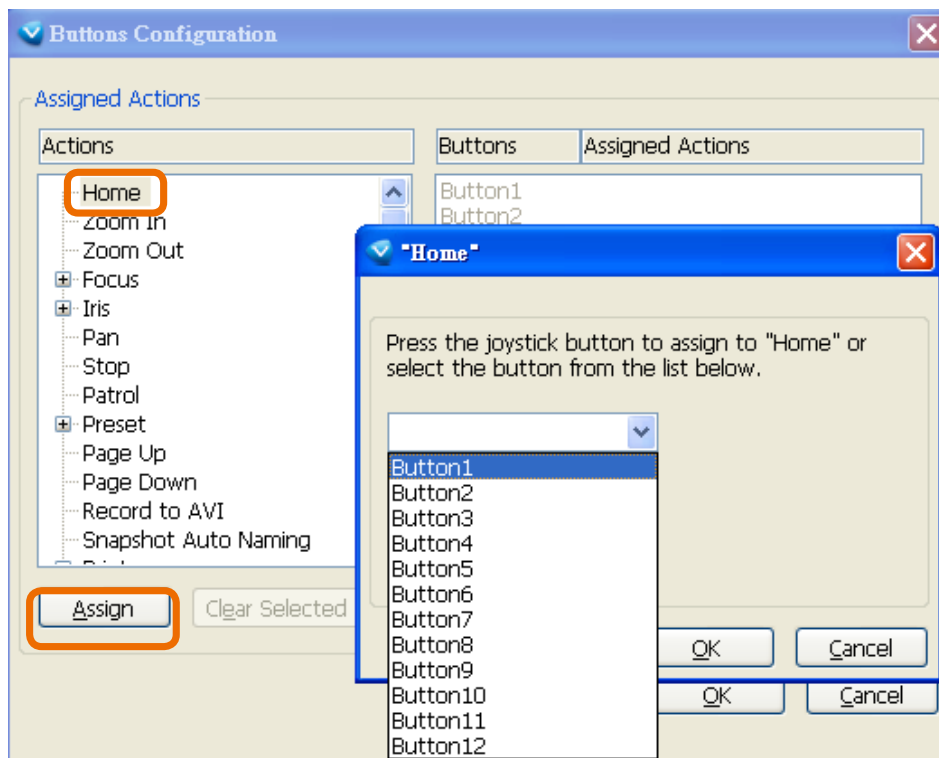 Buttons Configuration
Assigned Actions
Actions
Buttons
Assigned Actions
Home
Zoom In
Zoom Out
Focus
Iris
Pan
Stop
Patrol
Preset
Page Up
Page Down
Record to AVI
Snapshot Auto Naming
Button1
Button2
Assign
Clear Selected
"Home"
Press the joystick button to assign to "Home" or
select the button from the list below.
Button1
Button2
Button3
Button4
Button5
Button6
Button7
Button8
Button9
Button10
Button11
Button12
OK
Cancel
OK
Cancel